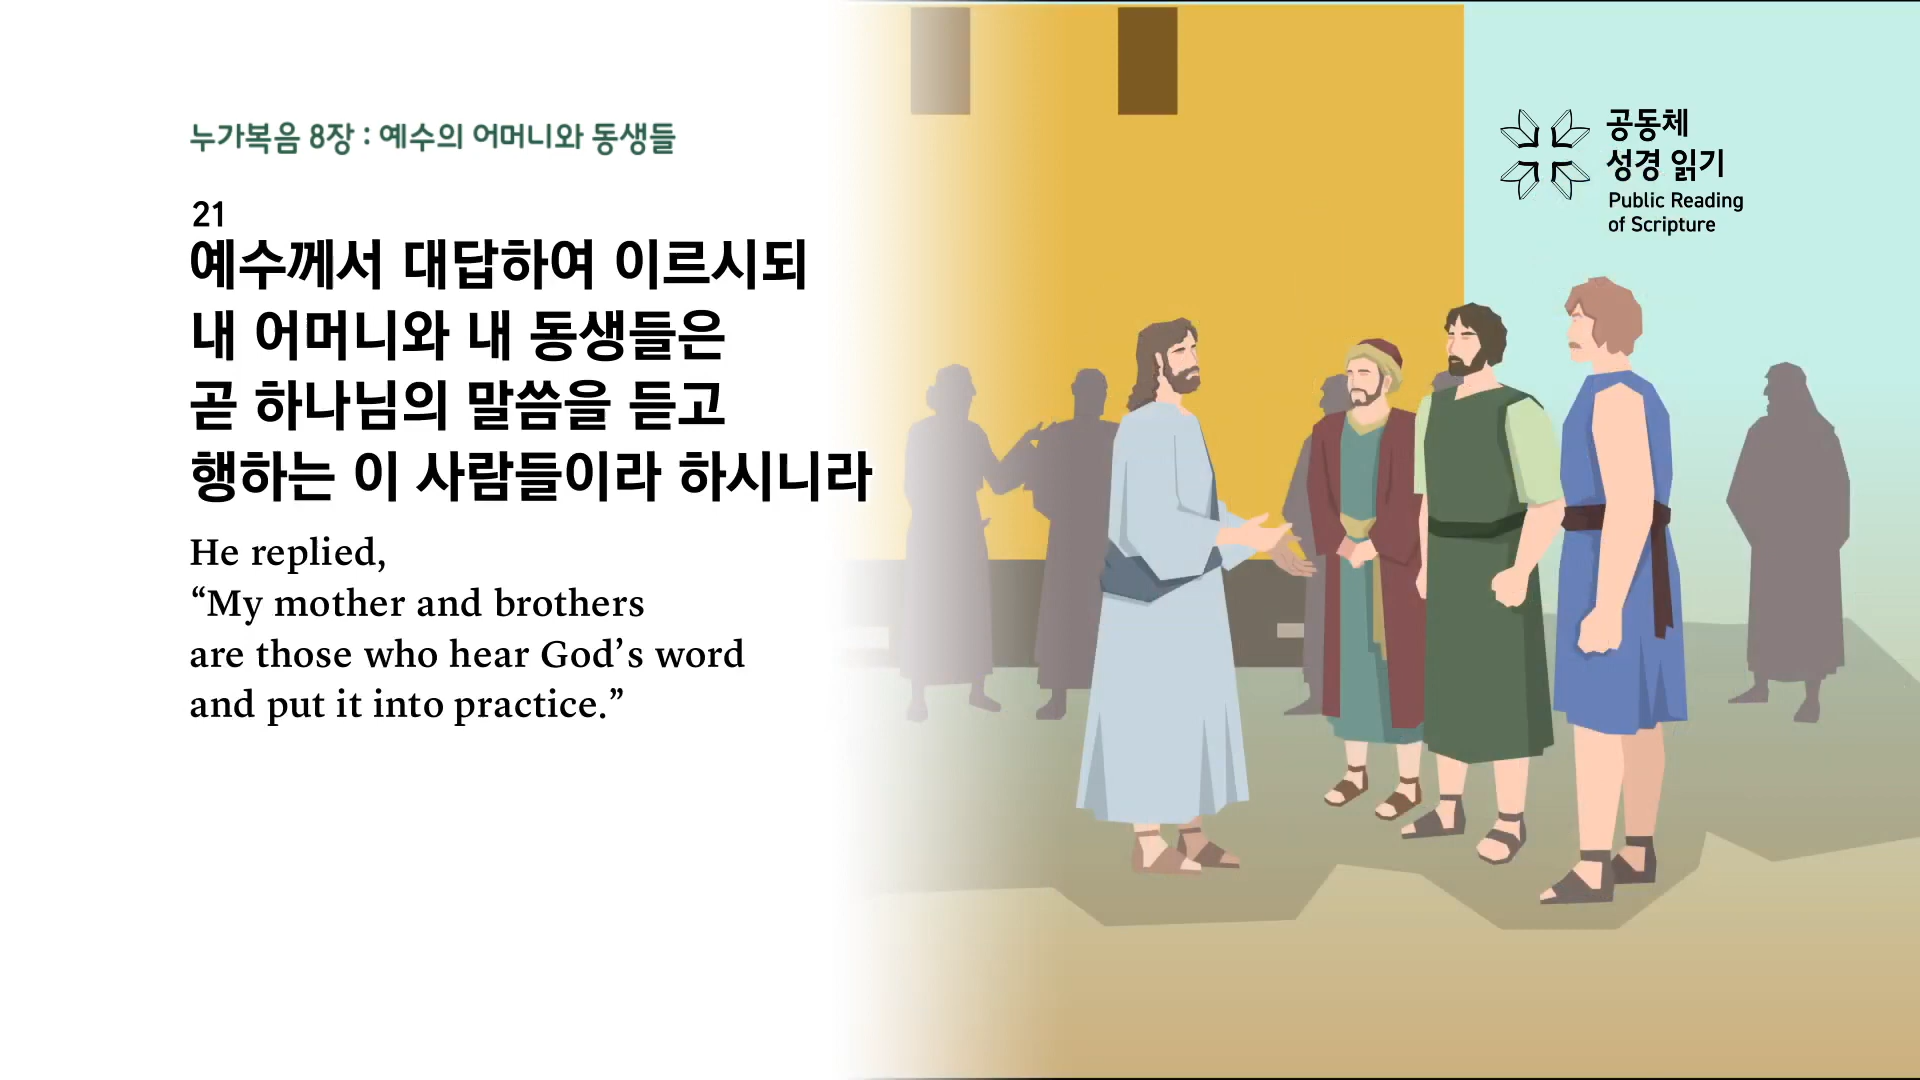 누가복음 8장 : 예수의 어머니와 동생들
21
예수께서 대답하여 이르시되
내 어머니와 내 동생들은
곧 하나님의 말씀을 듣고
행하는 이 사람들이라 하시니라
He replied,
“My mother and brothers
are those who hear God’s word
and put it into practice.”
공동체
성경 읽기
Public Reading
of Scripture